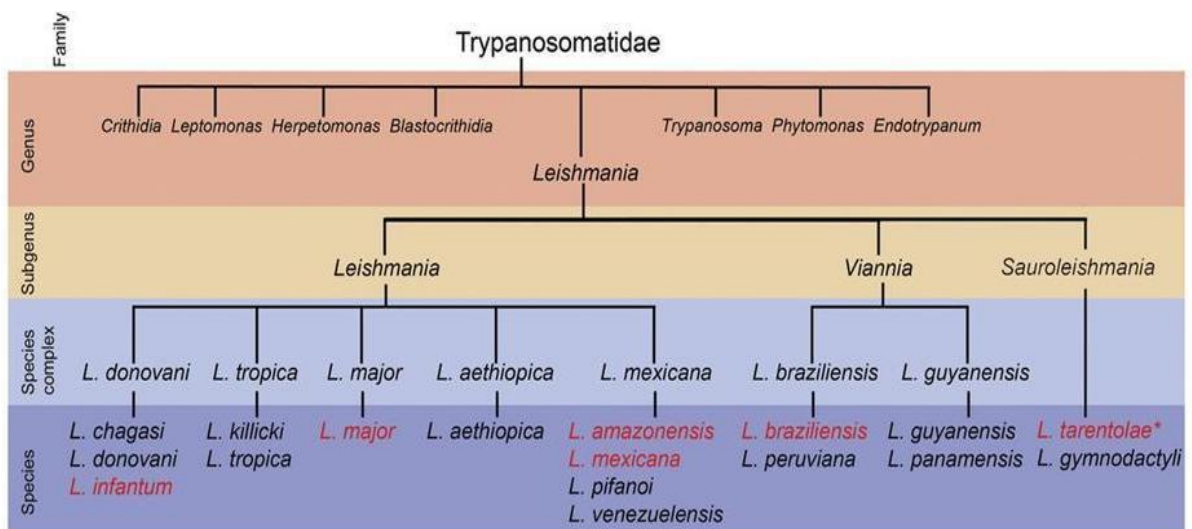 Family
Trypanosomatidae
Genus
Crithidia Leptomonas Herpetomonas Blastocrithidia Trypanosoma Phytomonas Endotrypanum
Leishmania
Subgenus
Leishmania Viannia Sauroleishmania
Species complex
L. donovani L. tropica L. major L. aethiopica L. mexicana L. braziliensis L. guyanensis
Species
L. chagasi L. killicki L. major L. aethiopica L. amazonensis L. braziliensis L. guyanensis L. tarentolae*
L. donovani L. tropica L. mexicana L. peruviana L. panamensis L. gymnodactyli
L. infantum L. pifanoi
L. venezuelensis